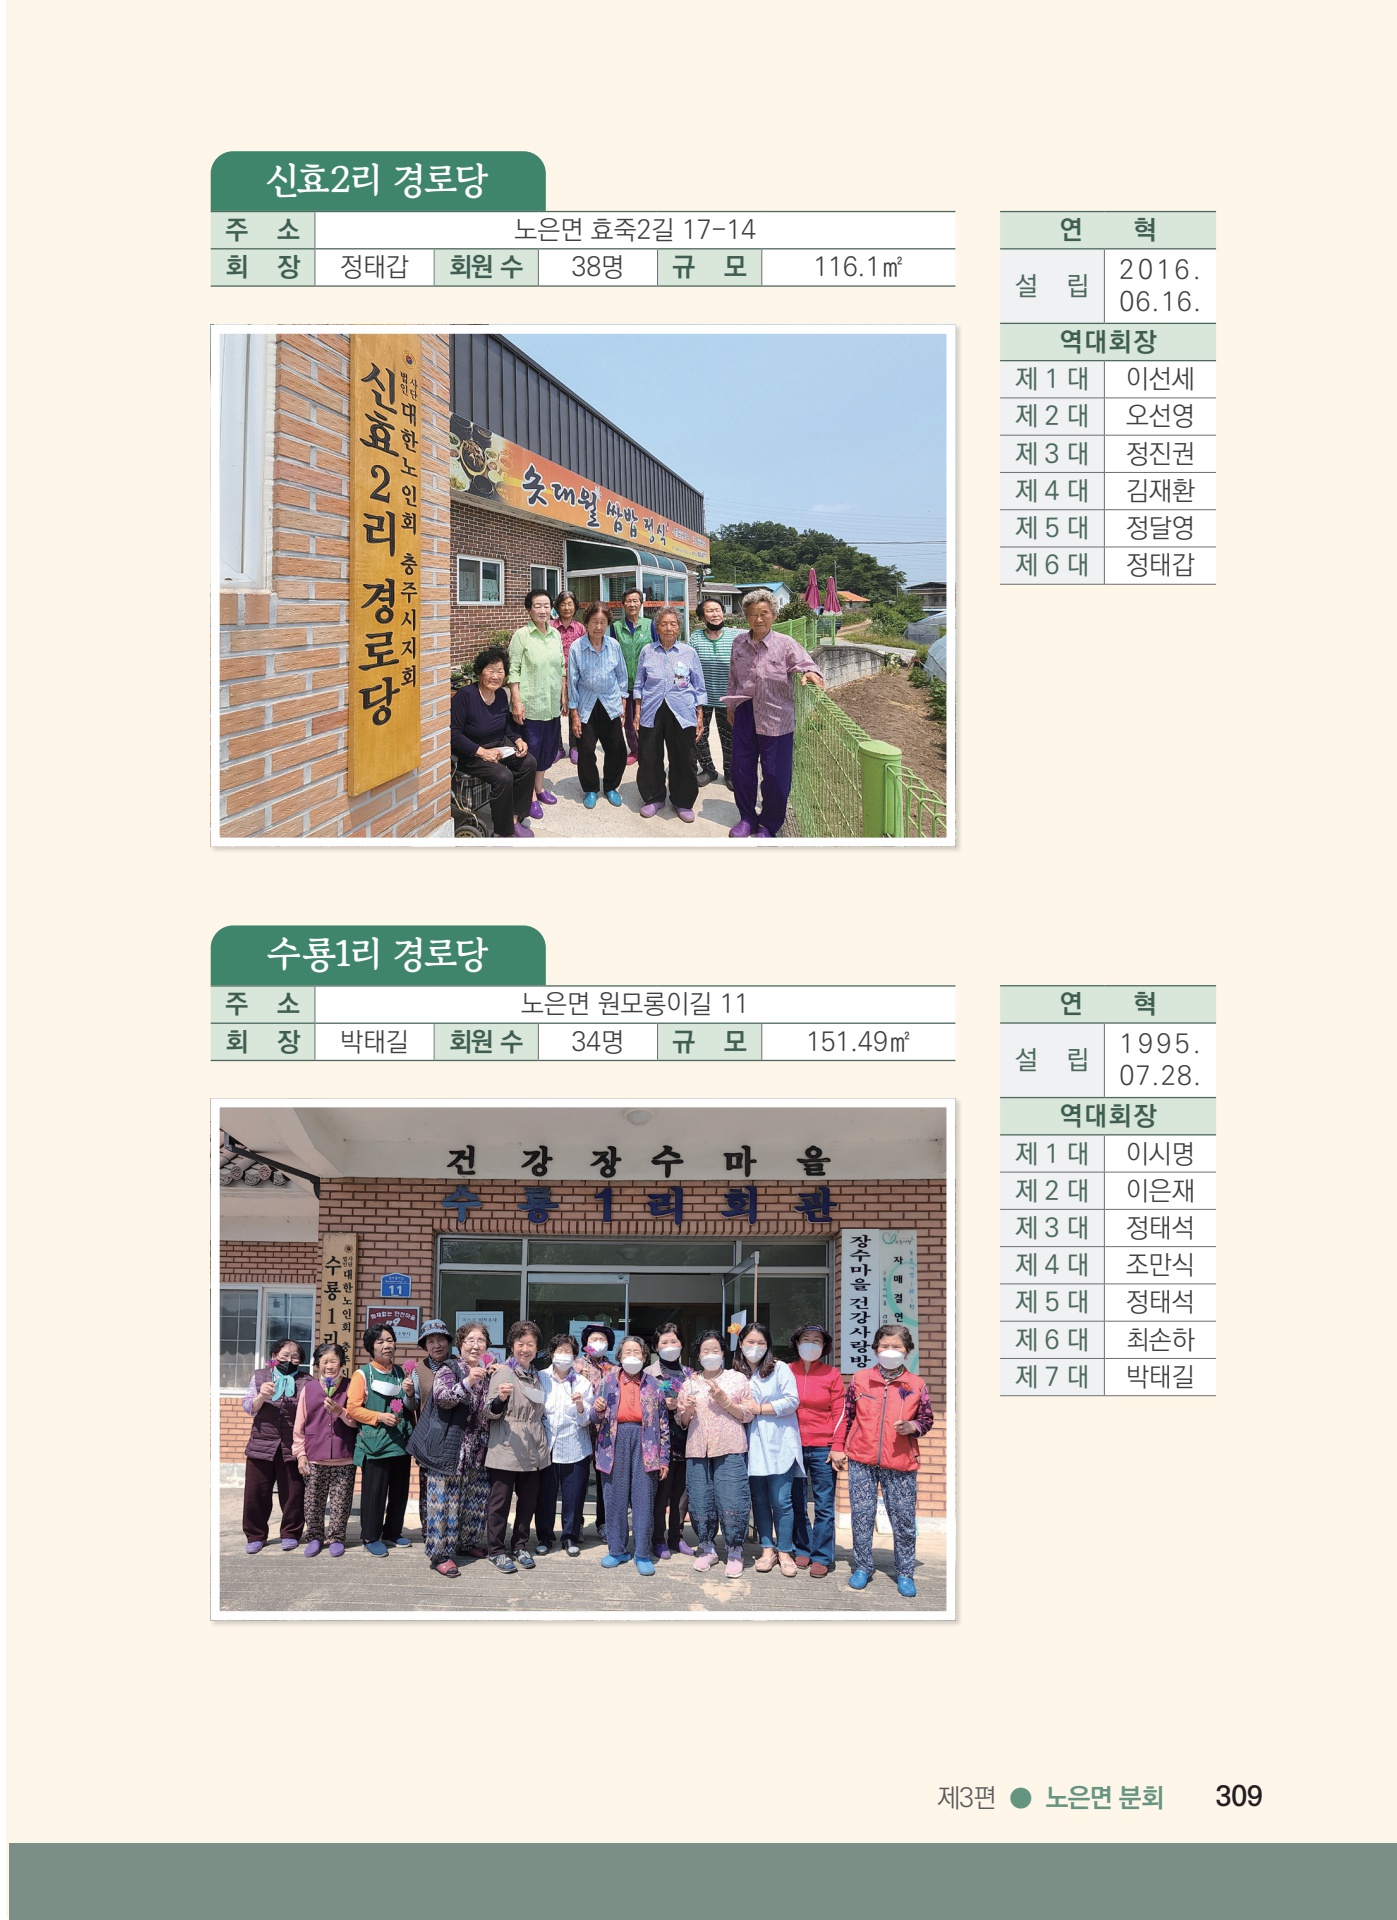 신효2리 경로당
주 소 노은면 효죽2길 17-14
회 장 정태갑 회원 수 38명 규 모 116.1㎡
연 혁
설 립 2016. 06.16.
역대회장
제 1 대 이선세
제 2 대 오선영
제 3 대 정진권
제 4 대 김재환
제 5 대 정달영
제 6 대 정태갑
사단법인 대한노인회 충주시지회
신효2리 경로당
솟대월 쌈밥 정식
수룡1리 경로당
주 소 노은면 원모롱이길 11
회 장 박태길 회원 수 34명 규 모 151.49㎡
연 혁
설 립 1995. 07.28.
역대회장
제 1 대 이시명
제 2 대 이은재
제 3 대 정태석
제 4 대 조만식
제 5 대 정태석
제 6 대 최손하
제 7 대 박태길
건강장수마을
수룡1리회관
사단법인 대한노인회 충주시
수룡1리
11
장수마을 건강사랑방
자매결연
제3편 ● 노은면 분회 309